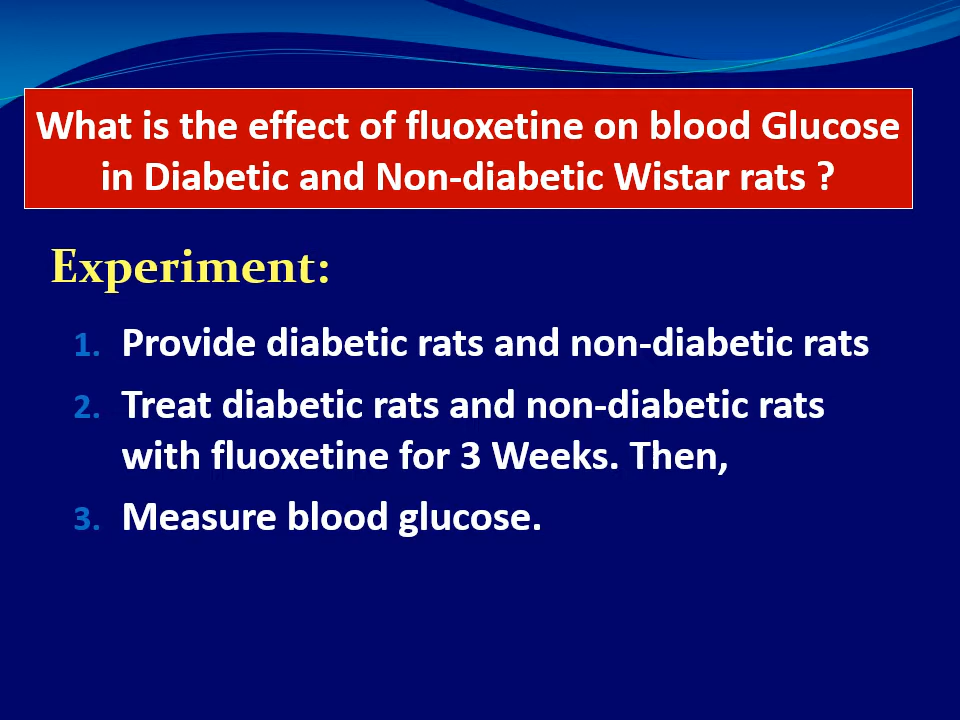 What is the effect of fluoxetine on blood Glucose
in Diabetic and Non-diabetic Wistar rats ?
Experiment:
1. Provide diabetic rats and non-diabetic rats
2. Treat diabetic rats and non-diabetic rats
with fluoxetine for 3 Weeks. Then,
3. Measure blood glucose.